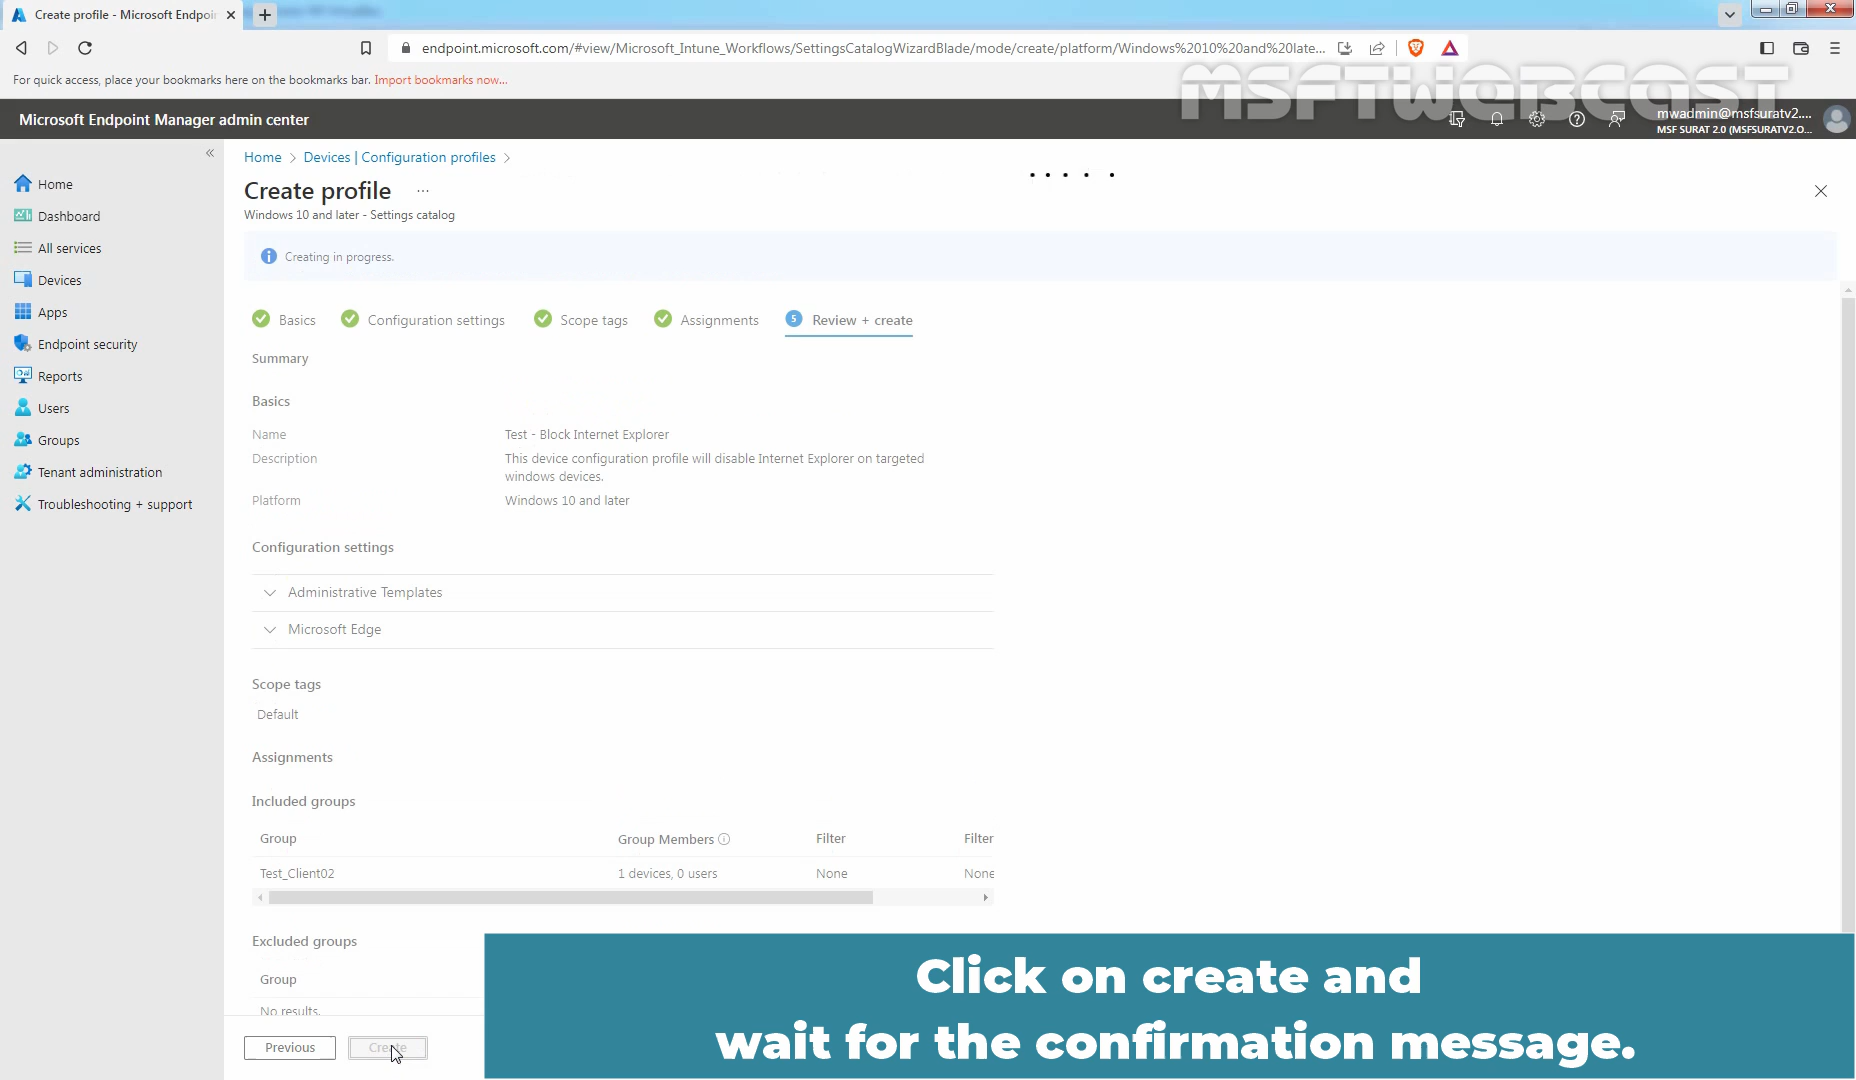 Create profile - Microsoft Endpoin
For quick access, place your bookmarks here on the bookmarks bar. Import bookmarks now...
endpoint.microsoft.com/#view/Microsoft_Intune_Workflows/SettingsCatalogWizardBlade/mode/create/platform/Windows%2010%20and%20late...
MSFTWEBCAST
Microsoft Endpoint Manager admin center
mwadmin@msfsuratv2....
MSF SURAT 2.0 (MSFSURATV2.O...
Home
Dashboard
All services
Devices
Apps
Endpoint security
Reports
Users
Groups
Tenant administration
Troubleshooting + support
Home > Devices | Configuration profiles >
Create profile ...
Windows 10 and later - Settings catalog
Creating in progress.
Basics Configuration settings Scope tags Assignments 5 Review + create
Summary
Basics
Name Test - Block Internet Explorer
Description This device configuration profile will disable Internet Explorer on targeted
windows devices.
Platform Windows 10 and later
Configuration settings
Administrative Templates
Microsoft Edge
Scope tags
Default
Assignments
Included groups
Group Group Members Filter Filter
Test_Client02 1 devices, 0 users None None
Excluded groups
Group
No results.
Previous Create
Click on create and
wait for the confirmation message.